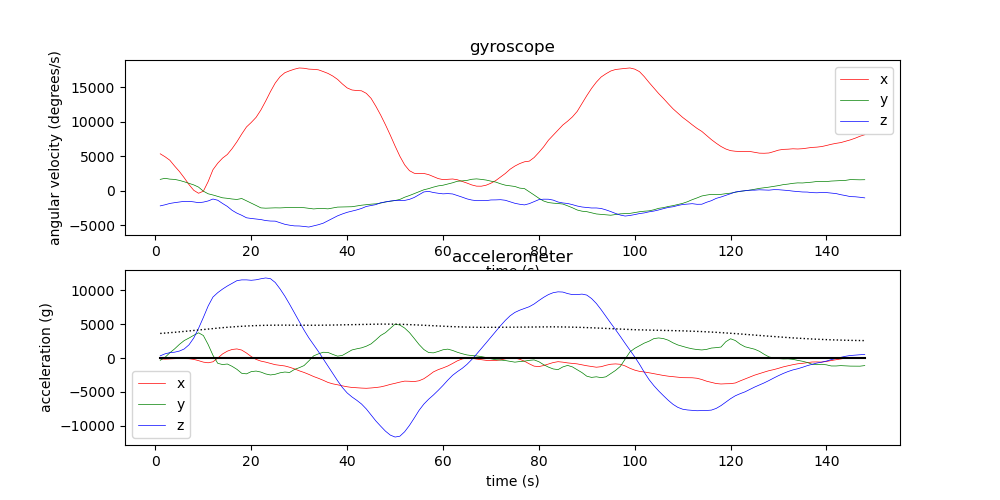 gyroscope
angular velocity (degrees/s)
15000
10000
5000
0
−5000
x
y
z
0 20 40 60 80 100 120 140
time (s)
accelerometer
acceleration (g)
10000
5000
0
−5000
−10000
x
y
z
0 20 40 60 80 100 120 140
time (s)